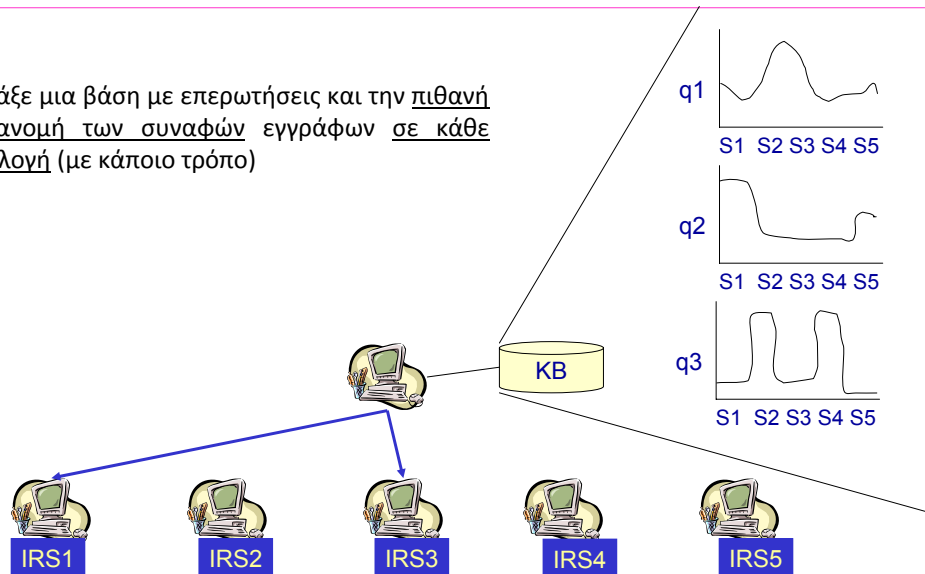 άξε μια βάση με επερωτήσεις και την πιθανή
ανομή των συναφών εγγράφων σε κάθε
λογή (με κάποιο τρόπο)
q1
S1 S2 S3 S4 S5
q2
S1 S2 S3 S4 S5
q3
S1 S2 S3 S4 S5
KB
IRS1 IRS2 IRS3 IRS4 IRS5